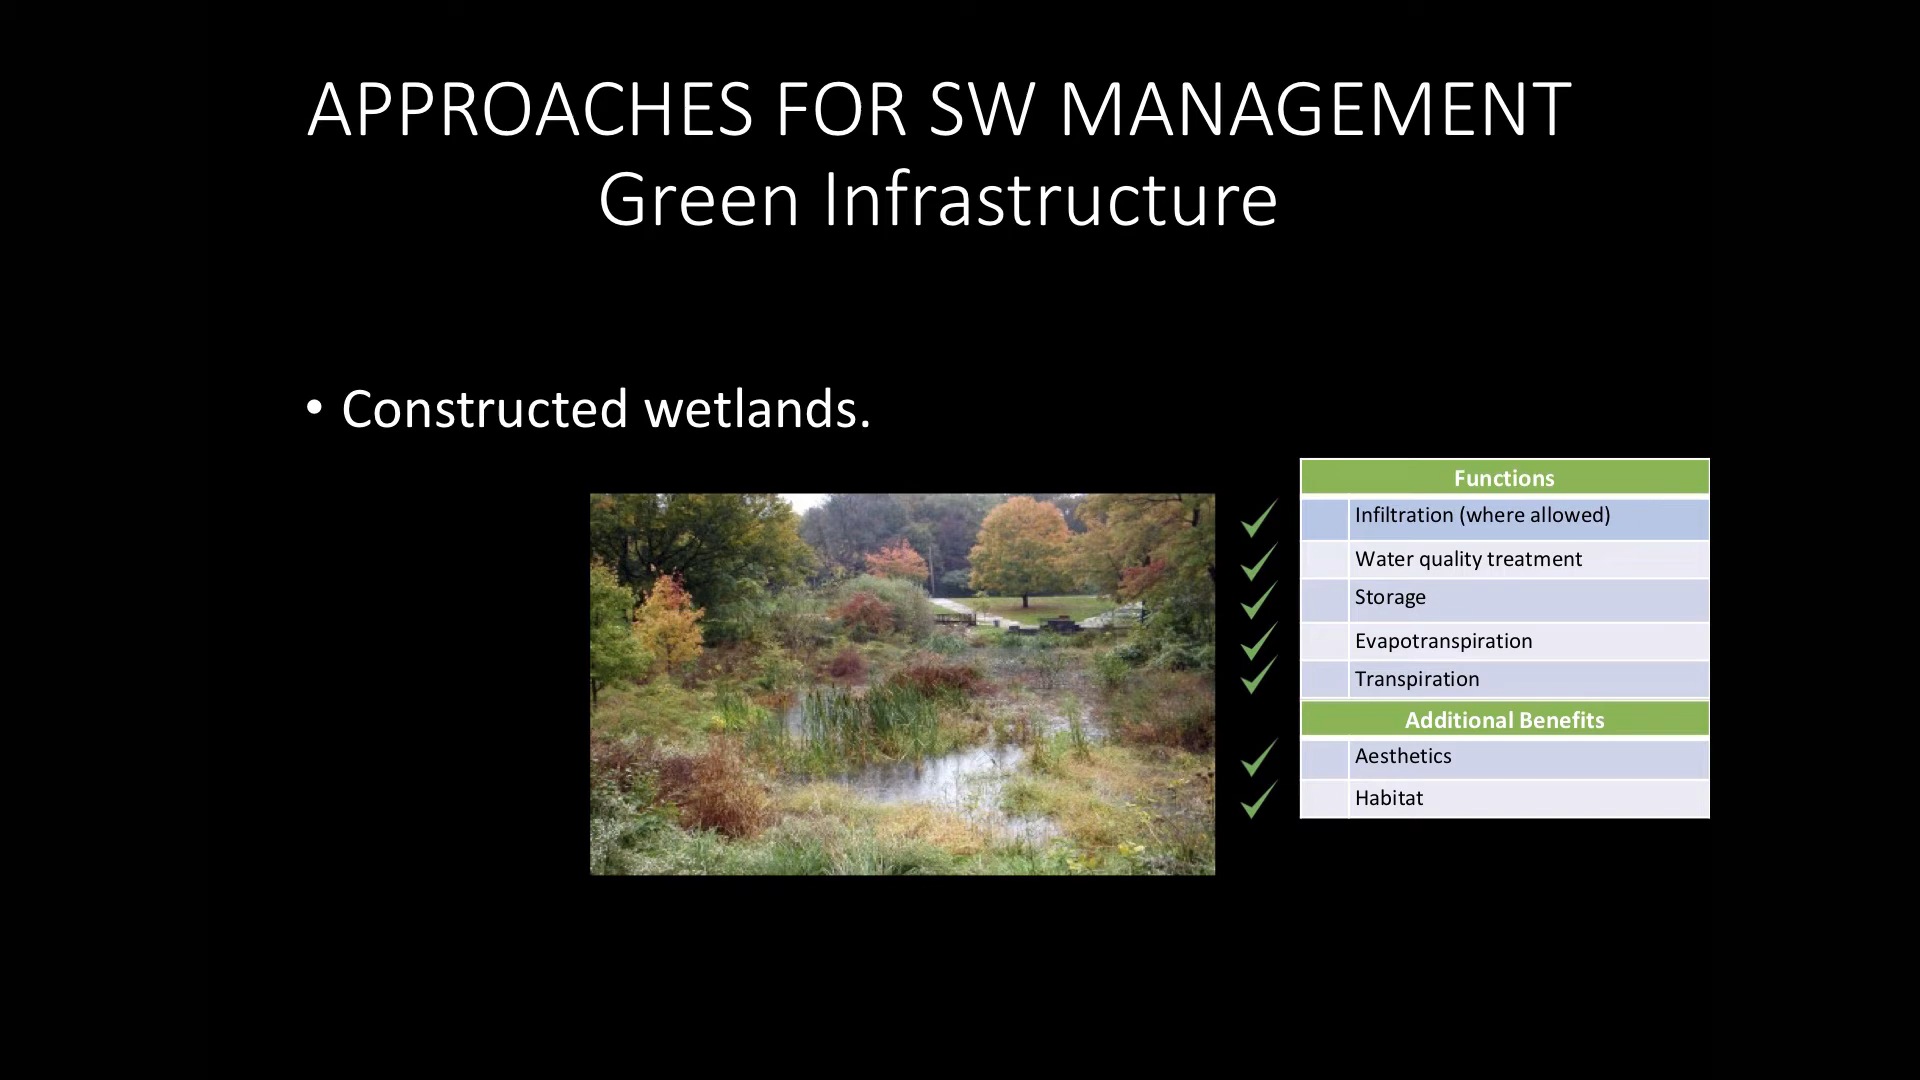 APPROACHES FOR SW MANAGEMENT
Green Infrastructure
• Constructed wetlands.
Functions
Infiltration (where allowed)
Water quality treatment
Storage
Evapotranspiration
Transpiration
Additional Benefits
Aesthetics
Habitat